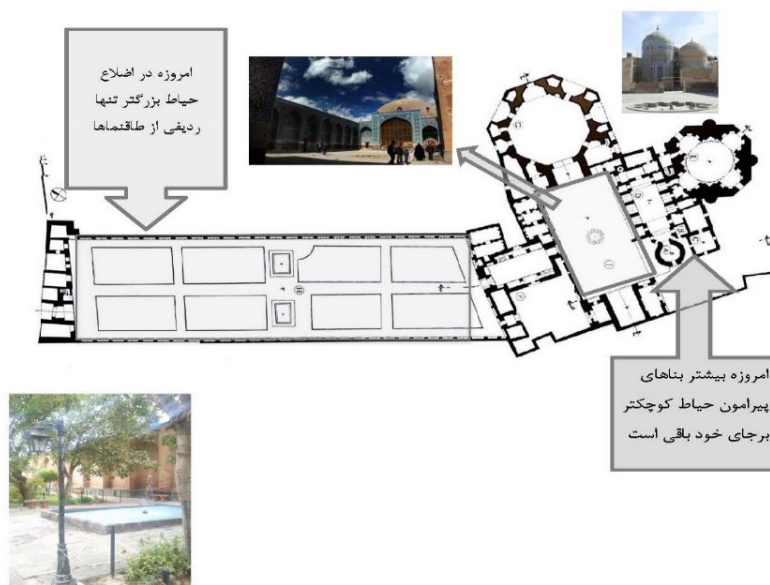 امروزه در اضلاع
حیاط بزرگتر تنها
ردیفی از طاقنماها
امروزه بیشتر بناهای
پیرامون حیاط کوچکتر
برجای خود باقی است